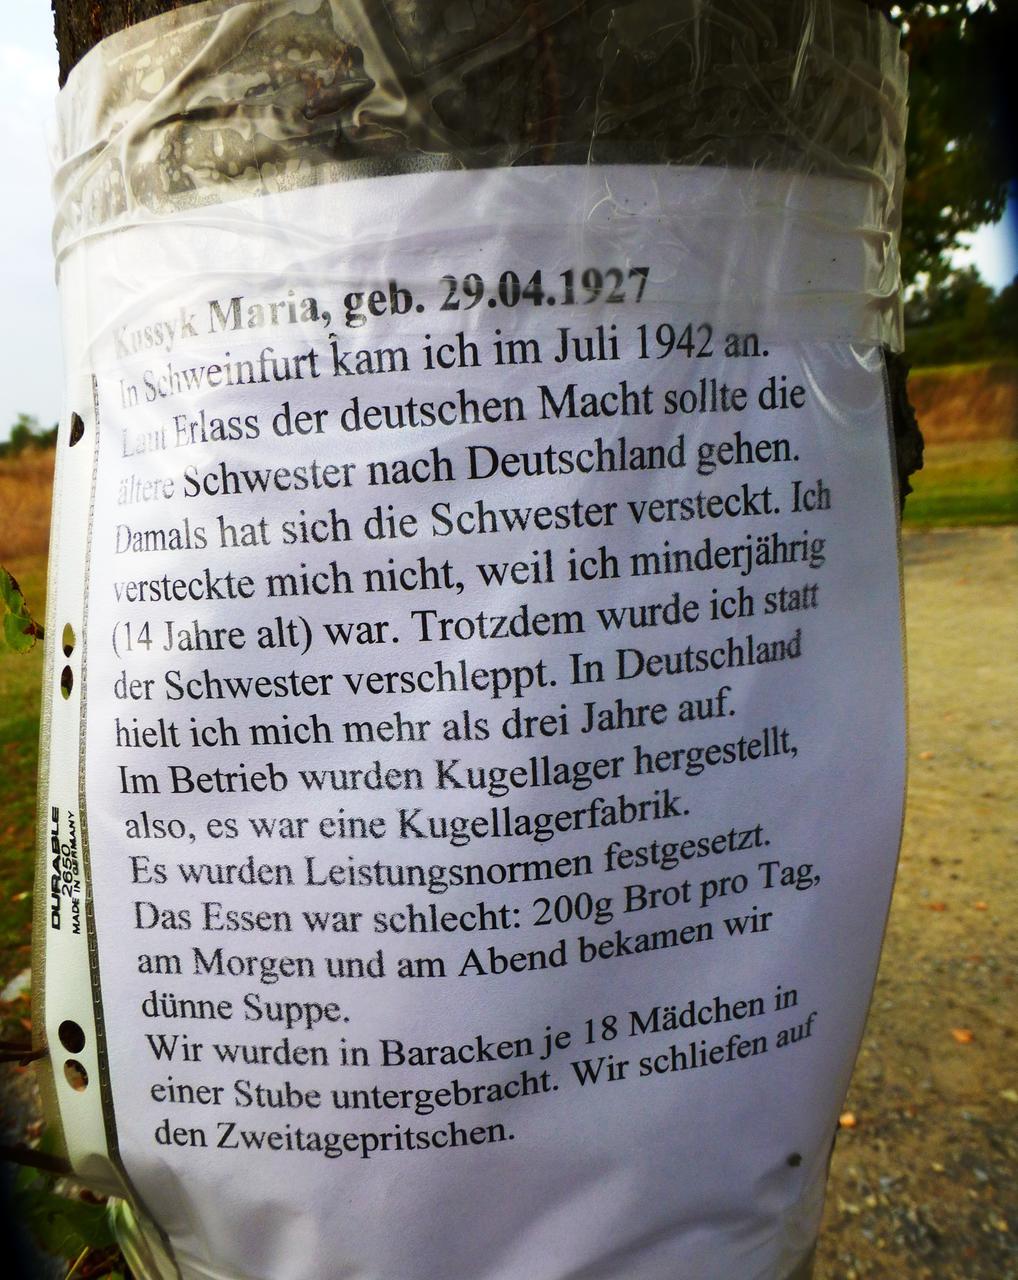 Kussyk Maria, geb. 29.04.1927
In Schweinfurt kam ich im Juli 1942 an.
Laut Erlass der deutschen Macht sollte die
ältere Schwester nach Deutschland gehen.
Damals hat sich die Schwester versteckt. Ich
versteckte mich nicht, weil ich minderjährig
(14 Jahre alt) war. Trotzdem wurde ich statt
der Schwester verschleppt. In Deutschland
hielt ich mich mehr als drei Jahre auf.
Im Betrieb wurden Kugellager hergestellt,
also, es war eine Kugellagerfabrik.
Es wurden Leistungsnormen festgesetzt.
Das Essen war schlecht: 200g Brot pro Tag,
am Morgen und am Abend bekamen wir
dünne Suppe.
Wir wurden in Baracken je 18 Mädchen in
einer Stube untergebracht. Wir schliefen auf
den Zweitagepritschen.
DURABLE
2650
MADE IN GERMANY